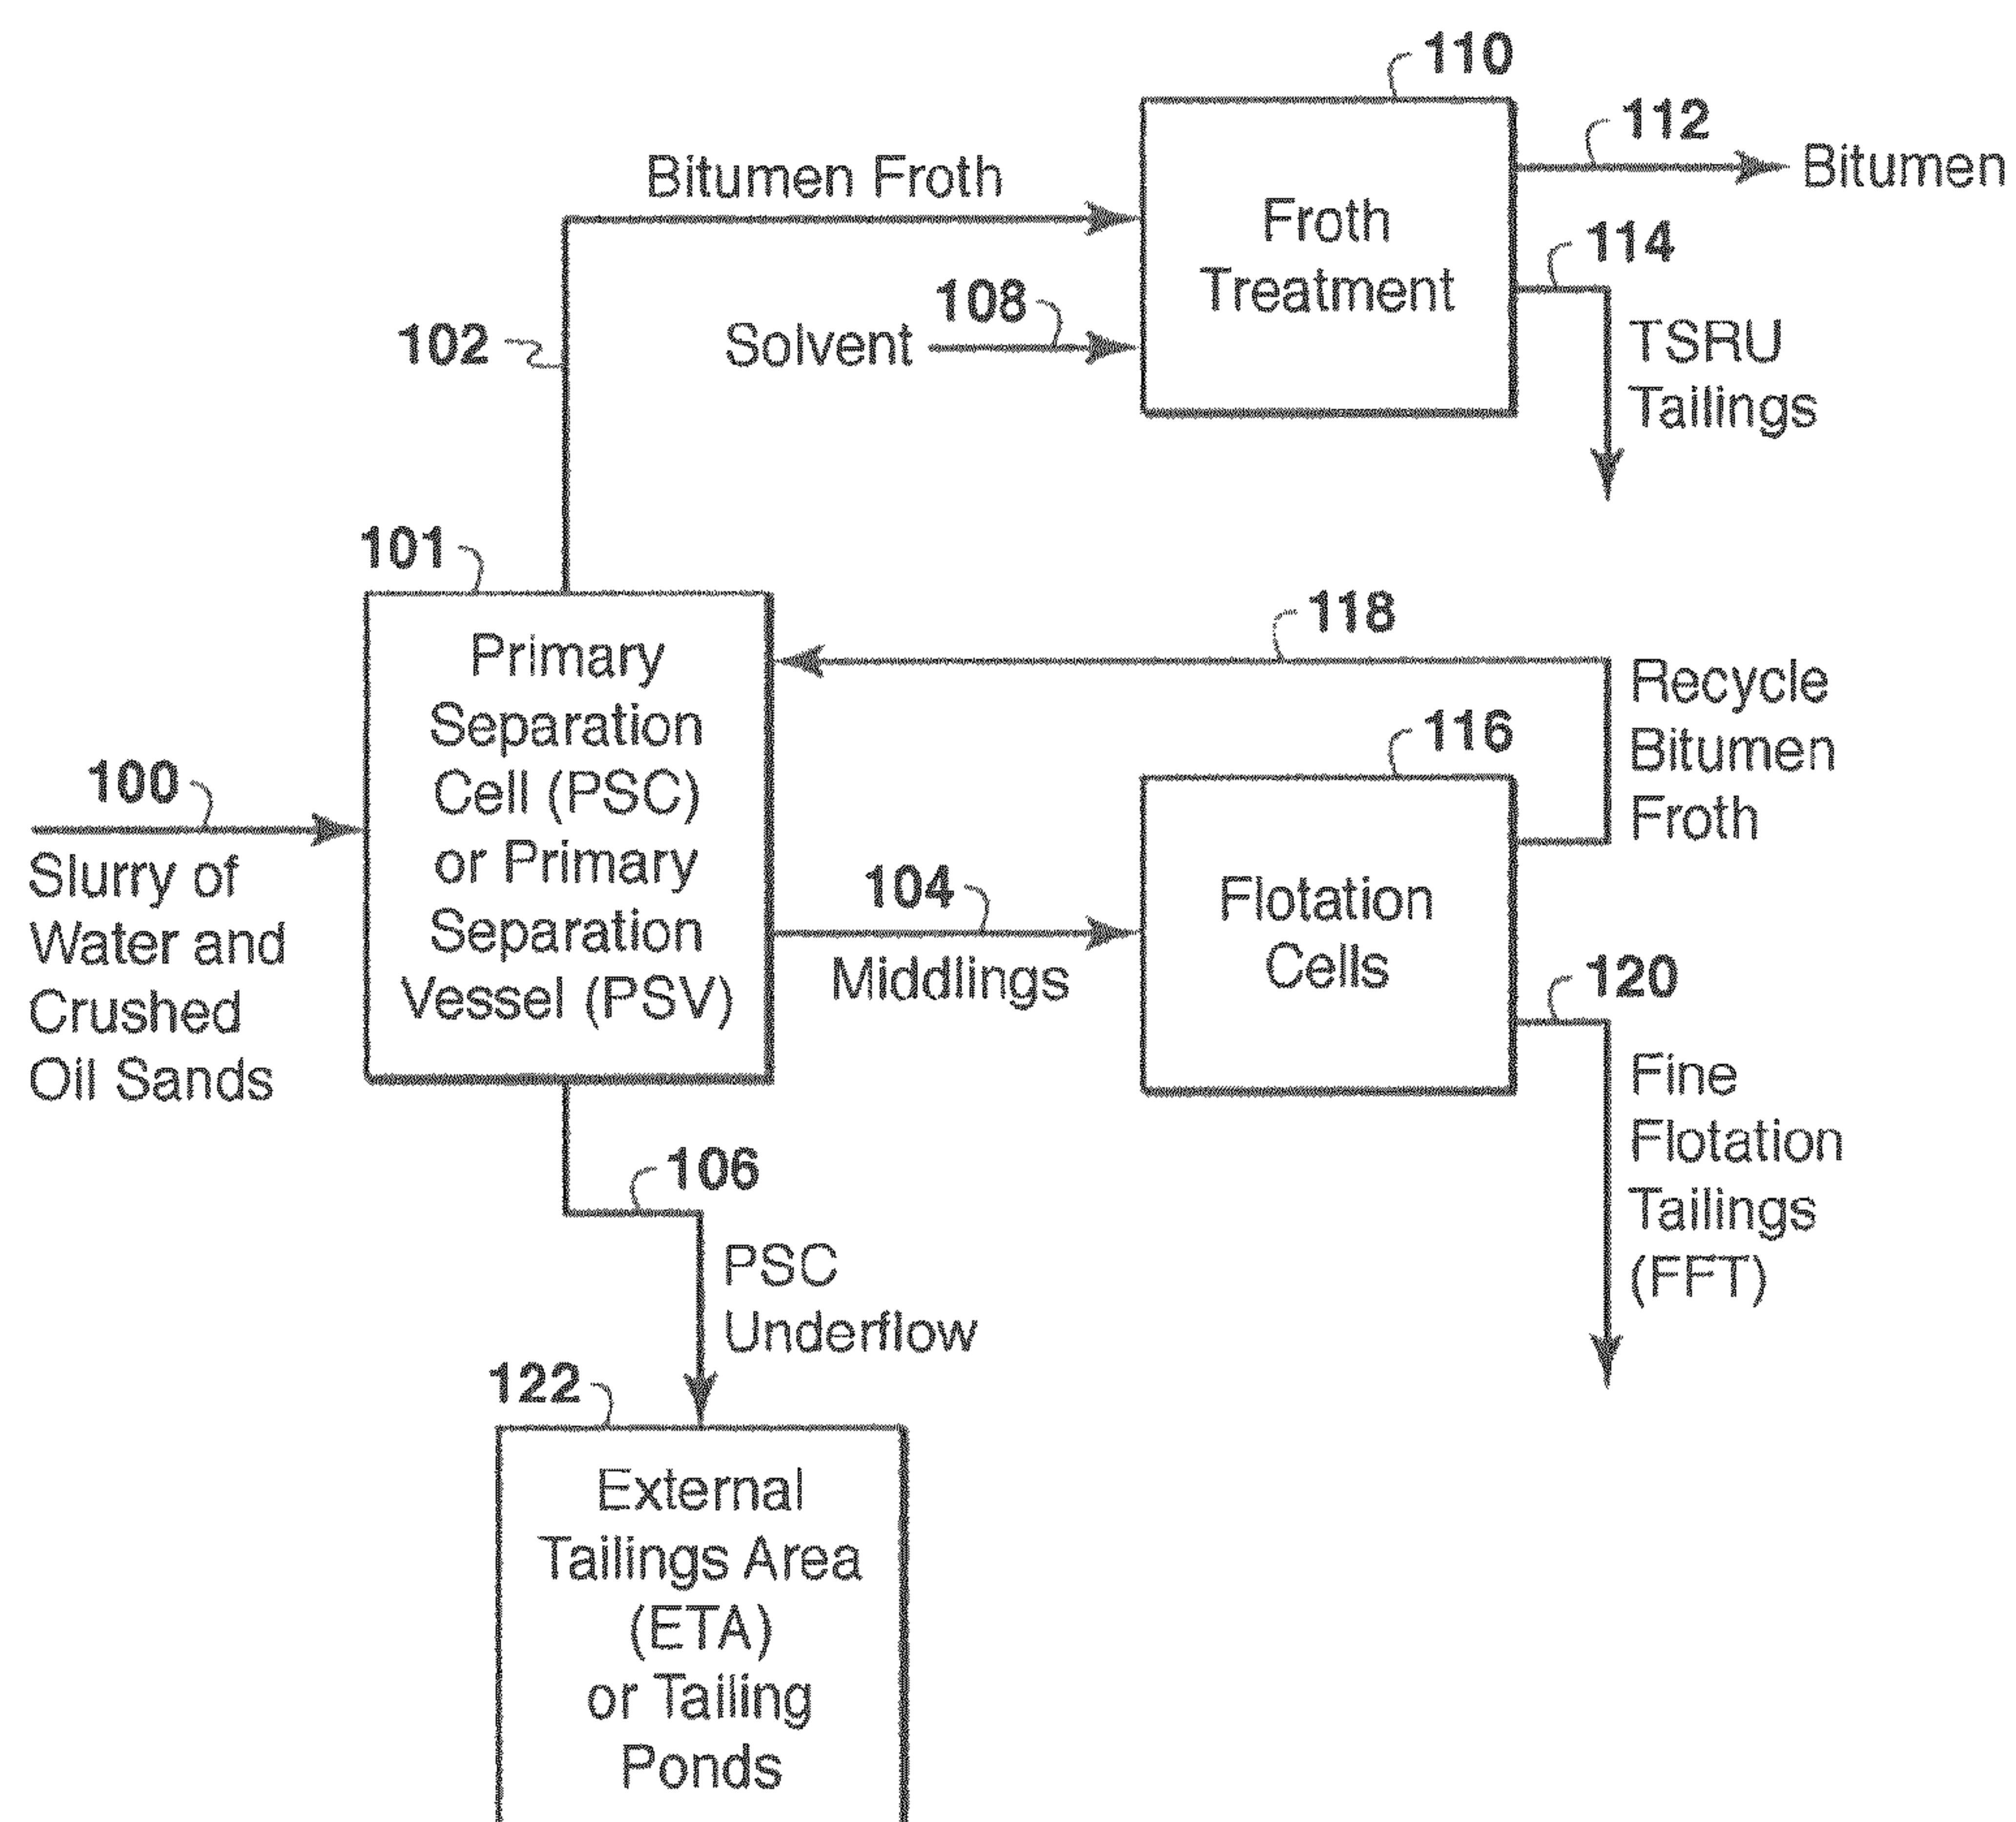 110
112
Bitumen
Bitumen Froth
Froth
Treatment
114
108
Solvent
102
TSRU
Tailings
101
118
Primary
Separation
Cell (PSC)
or Primary
Separation
Vessel (PSV)
Recycle
Bitumen
Froth
116
100
Slurry of
Water and
Crushed
Oil Sands
104
Middlings
Flotation
Cells
120
Fine
Flotation
Tailings
(FFT)
106
PSC
Underflow
122
External
Tailings Area
(ETA)
or Tailing
Ponds